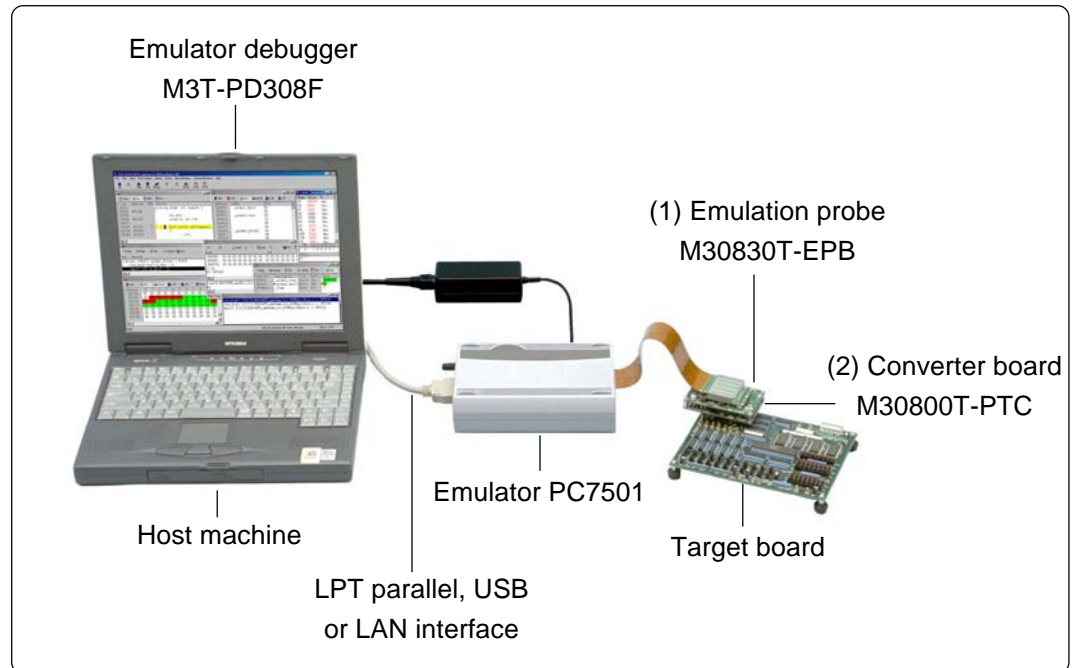 Emulator debugger
M3T-PD308F
(1) Emulation probe
M30830T-EPB
(2) Converter board
M30800T-PTC
Emulator PC7501
Host machine
Target board
LPT parallel, USB
or LAN interface